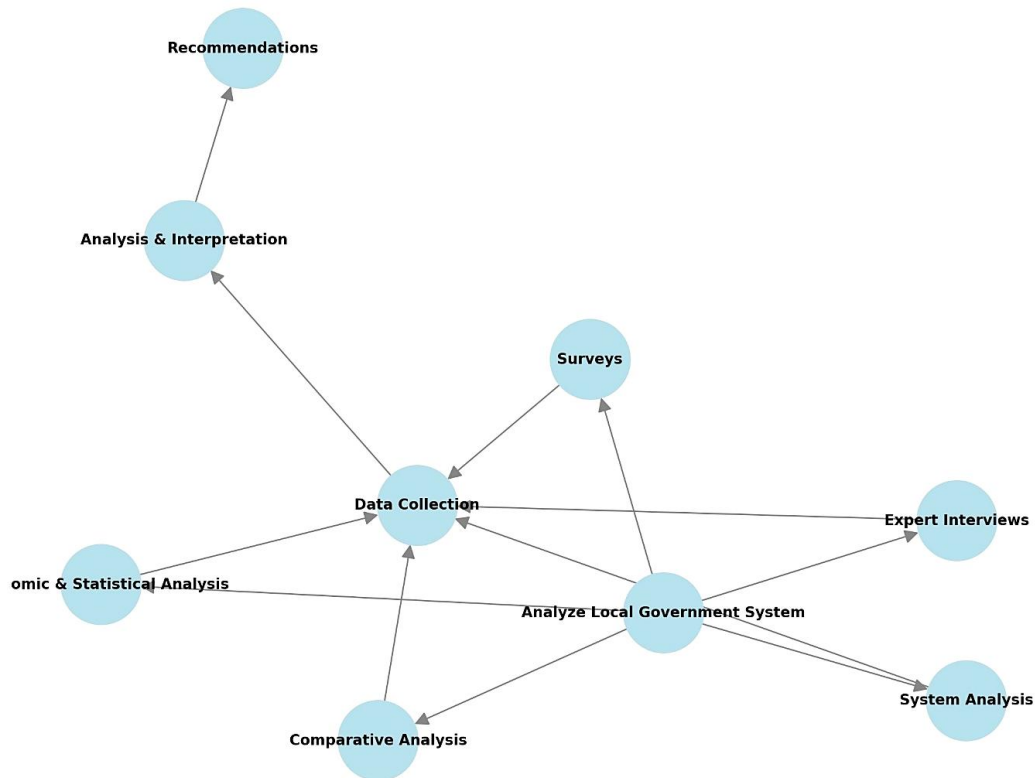 Recommendations
Analysis & Interpretation
Surveys
Data Collection
Expert Interviews
omic & Statistical Analysis
Analyze Local Government System
System Analysis
Comparative Analysis